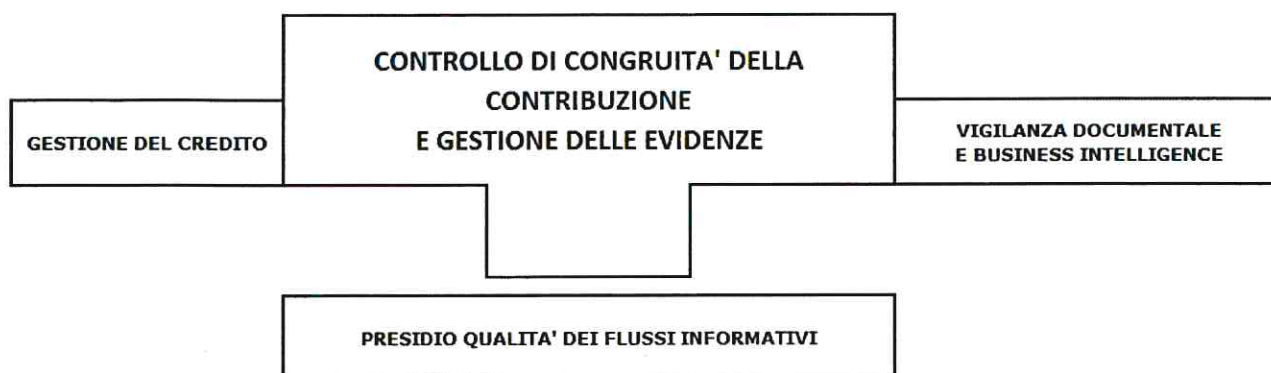 CONTROLLO DI CONGRUITA' DELLA
CONTRIBUZIONE
E GESTIONE DELLE EVIDENZE
GESTIONE DEL CREDITO
VIGILANZA DOCUMENTALE
E BUSINESS INTELLIGENCE
PRESIDIO QUALITA' DEI FLUSSI INFORMATIVI